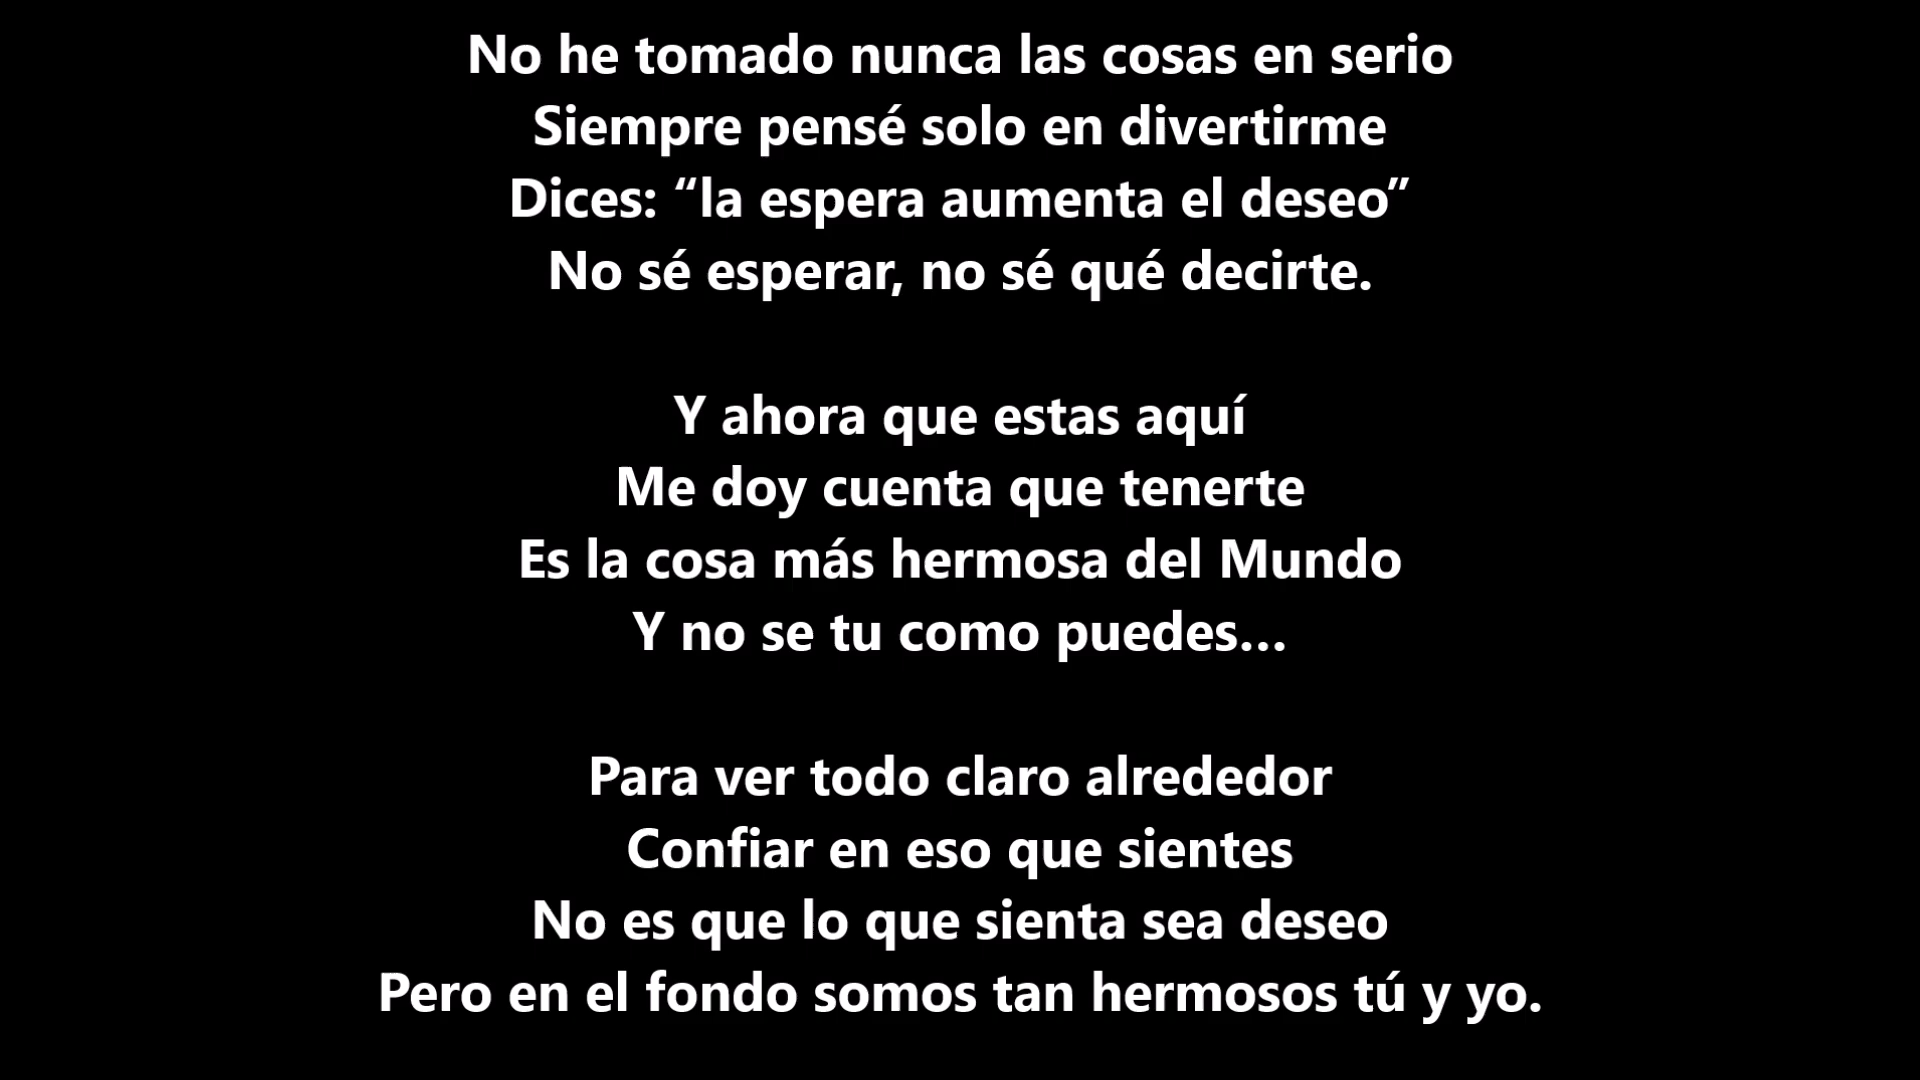 No he tomado nunca las cosas en serio
Siempre pensé solo en divertirme
Dices: “la espera aumenta el deseo”
No sé esperar, no sé qué decirte.
Y ahora que estas aquí
Me doy cuenta que tenerte
Es la cosa más hermosa del Mundo
Y no se tu como puedes...
Para ver todo claro alrededor
Confiar en eso que sientes
No es que lo que sienta sea deseo
Pero en el fondo somos tan hermosos tú y yo.